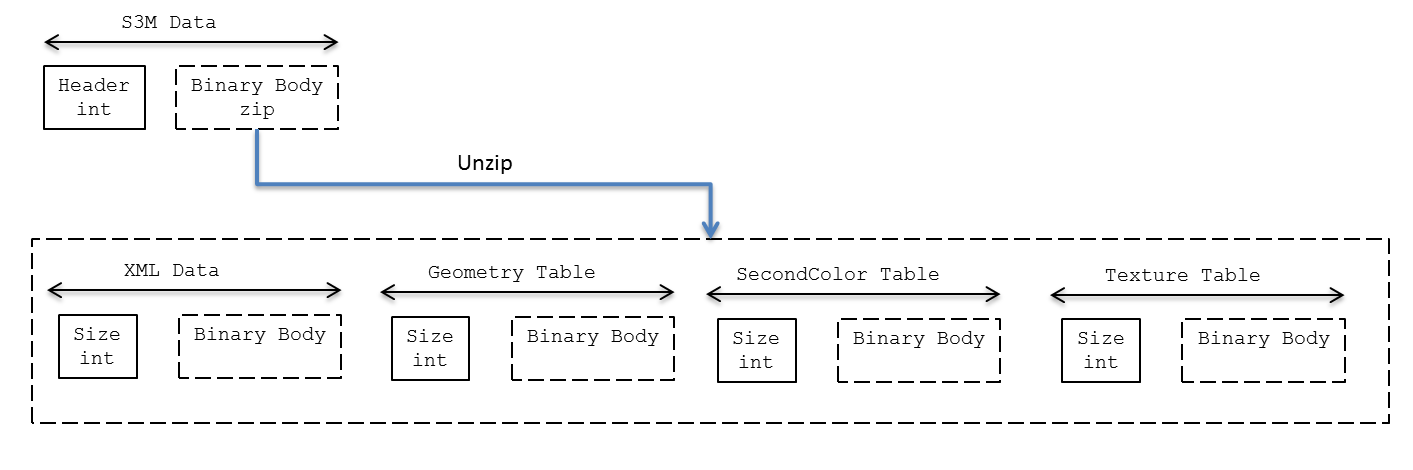 S3M Data
Header
int
Binary Body
zip
Unzip
XML Data
Size
int
Binary Body
Geometry Table
Size
int
Binary Body
SecondColor Table
Size
int
Binary Body
Texture Table
Size
int
Binary Body